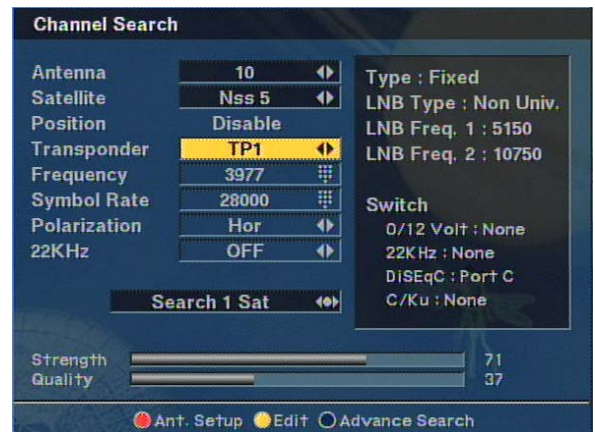 Channel Search
Antenna 10
Satellite Nss 5
Position Disable
Transponder TP1
Frequency 3977
Symbol Rate 28000
Polarization Hor
22KHz OFF
Search 1 Sat
Type : Fixed
LNB Type : Non Univ.
LNB Freq. 1 : 5150
LNB Freq. 2 : 10750
Switch
0/12 Volt : None
22KHz : None
DiSEqC : Port C
C/Ku : None
Strength 71
Quality 37
Ant. Setup Edit Advance Search